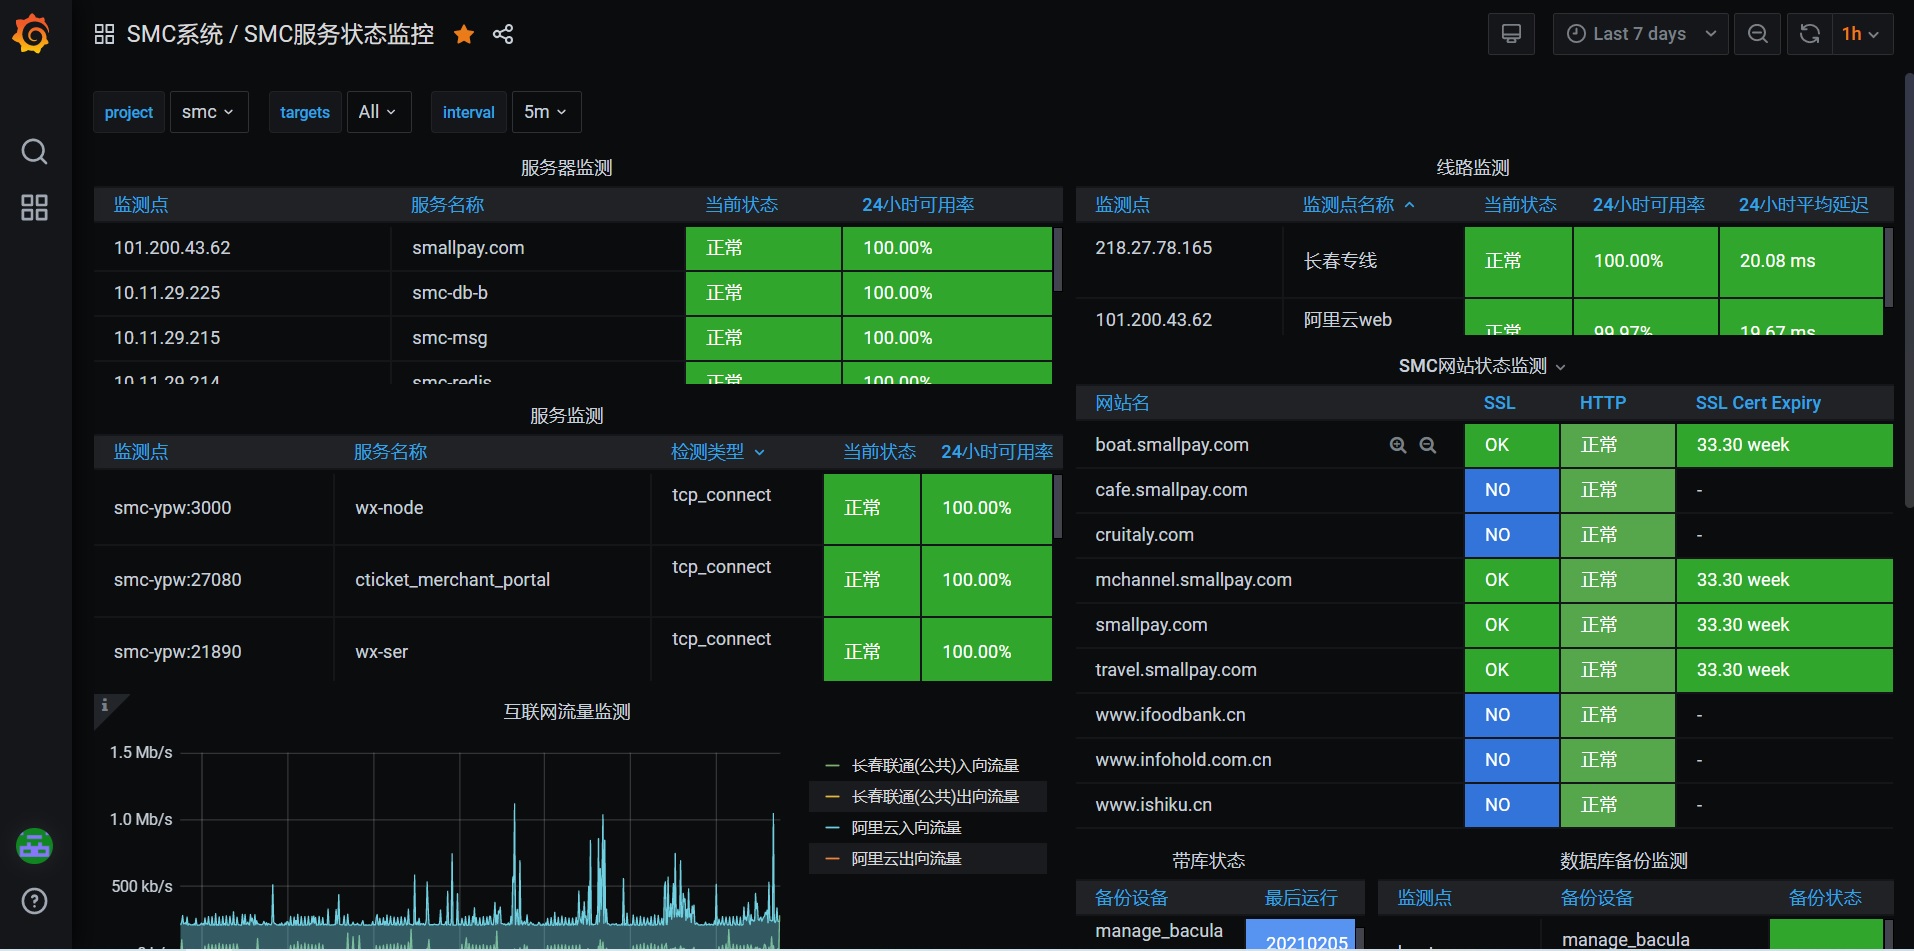 SMC系统 / SMC服务状态监控
Last 7 days
1h
project smc targets All interval 5m
服务器监测
监测点 服务名称 当前状态 24小时可用率
101.200.43.62 smallpay.com 正常 100.00%
10.11.29.225 smc-db-b 正常 100.00%
10.11.29.215 smc-msg 正常 100.00%
10.11.29.214 smc-redis 正常 100.00%
服务监测
监测点 服务名称 检测类型 当前状态 24小时可用率
smc-ypw:3000 wx-node tcp_connect 正常 100.00%
smc-ypw:27080 cticket_merchant_portal tcp_connect 正常 100.00%
smc-ypw:21890 wx-ser tcp_connect 正常 100.00%
i
互联网流量监测
1.5 Mb/s
1.0 Mb/s
500 kb/s
长春联通(公共)入向流量
长春联通(公共)出向流量
阿里云入向流量
阿里云出向流量
线路监测
监测点 监测点名称 当前状态 24小时可用率 24小时平均延迟
218.27.78.165 长春专线 正常 100.00% 20.08 ms
101.200.43.62 阿里云web 正常 99.97% 19.67 ms
SMC网站状态监测
网站名 SSL HTTP SSL Cert Expiry
boat.smallpay.com OK 正常 33.30 week
cafe.smallpay.com NO 正常 -
cruitaly.com NO 正常 -
mchannel.smallpay.com OK 正常 33.30 week
smallpay.com OK 正常 33.30 week
travel.smallpay.com OK 正常 33.30 week
www.ifoodbank.cn NO 正常 -
www.infohold.com.cn NO 正常 -
www.ishiku.cn NO 正常 -
带库状态
备份设备 最后运行
manage_bacula 20210205
数据库备份监测
监测点 备份设备 备份状态
manage_bacula